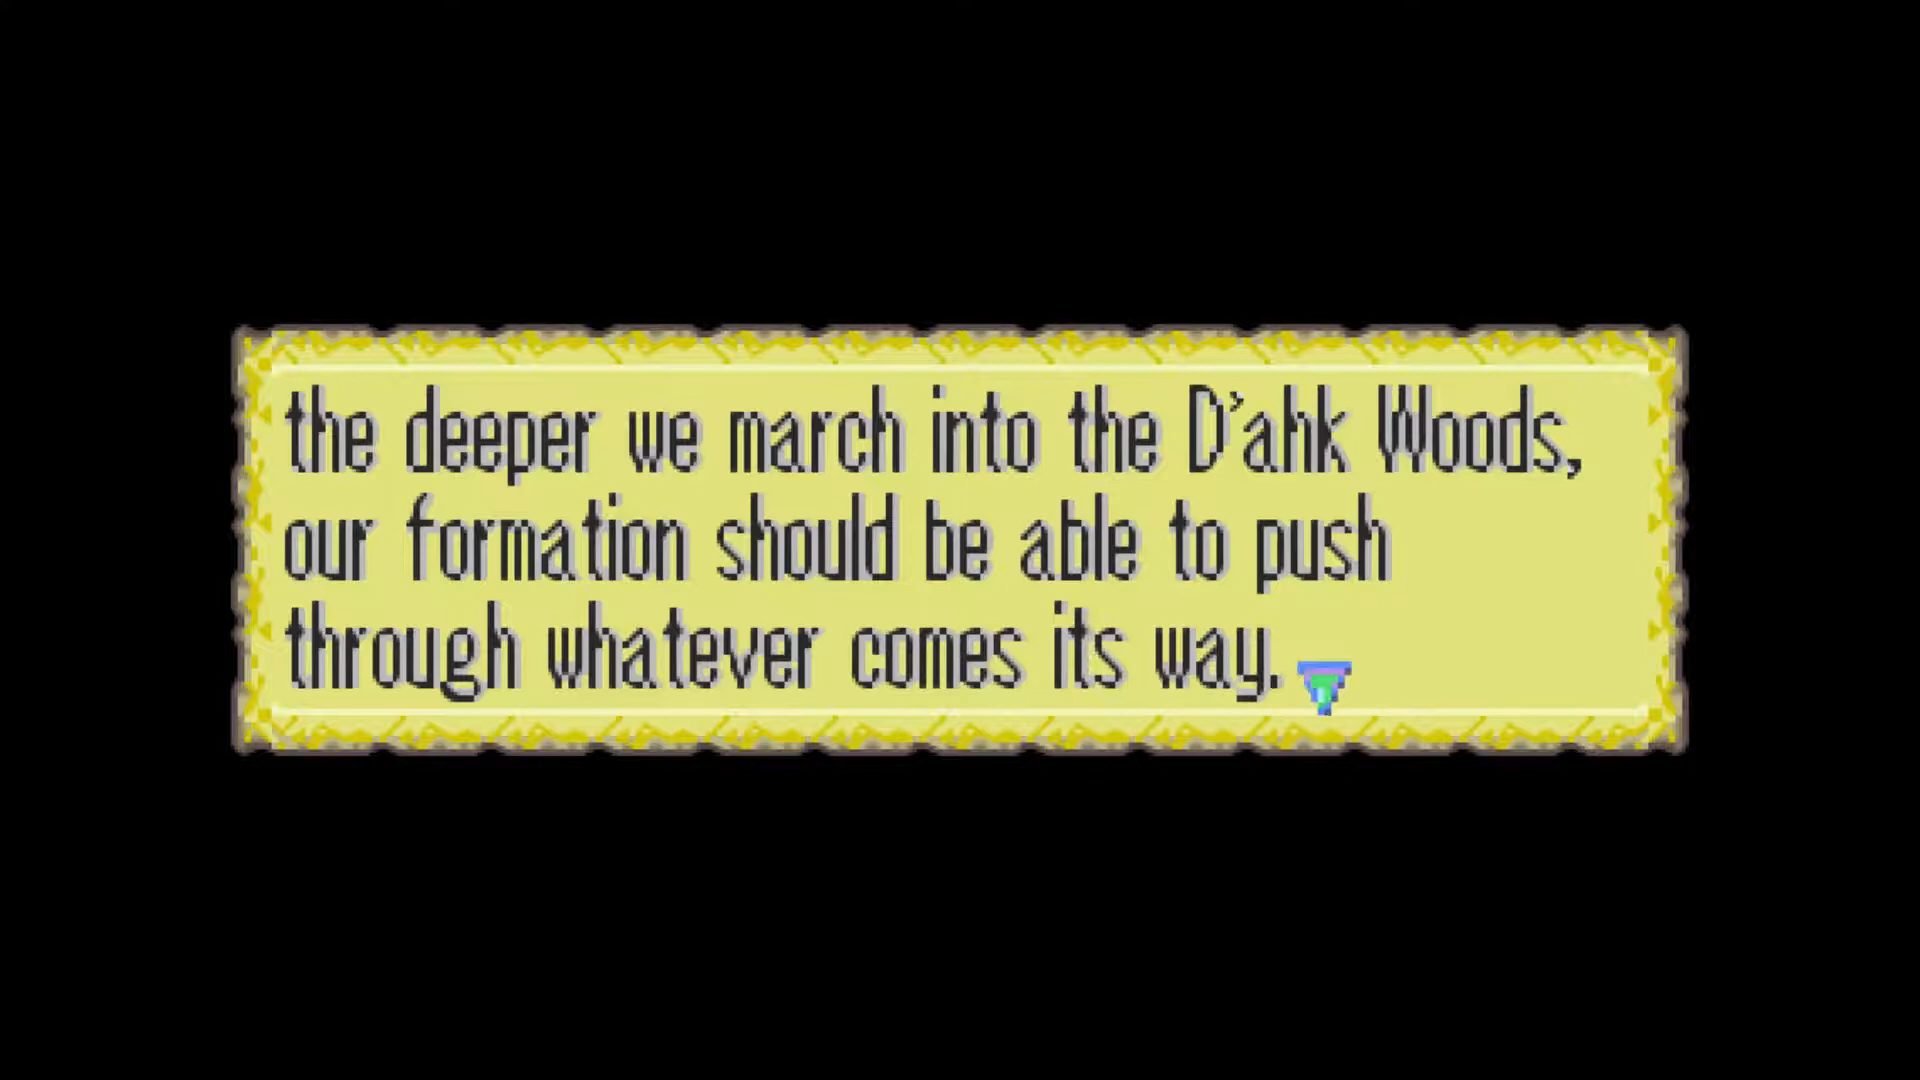 the deeper we march into the D'ahk Woods,
our formation should be able to push
through whatever comes its way.